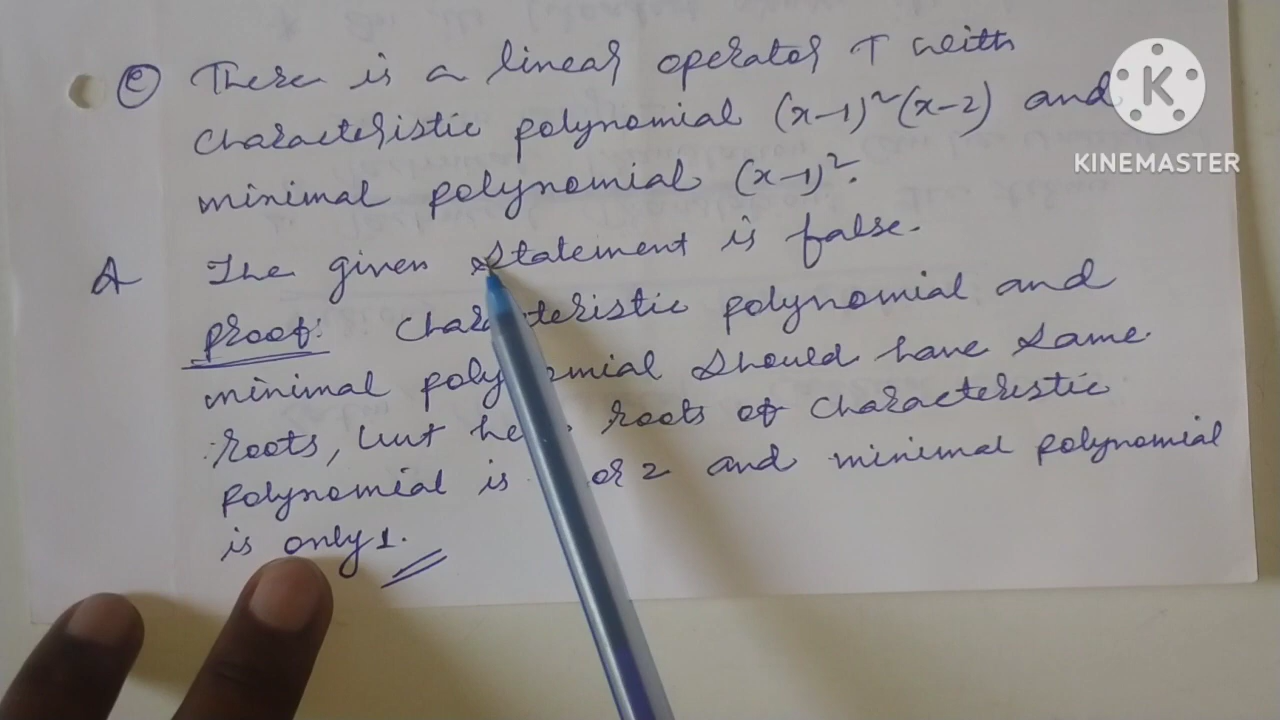 (e) There is a linear operator T with
characteristic polynomial (x-1)²(x-2) and
minimal polynomial (x-1)².
A The given statement is false.
Proof: Characteristic polynomial and
minimal polynomial should have same
roots, but he roots of characteristic
polynomial is or 2 and minimal polynomial
is only 1.
K
KINEMASTER